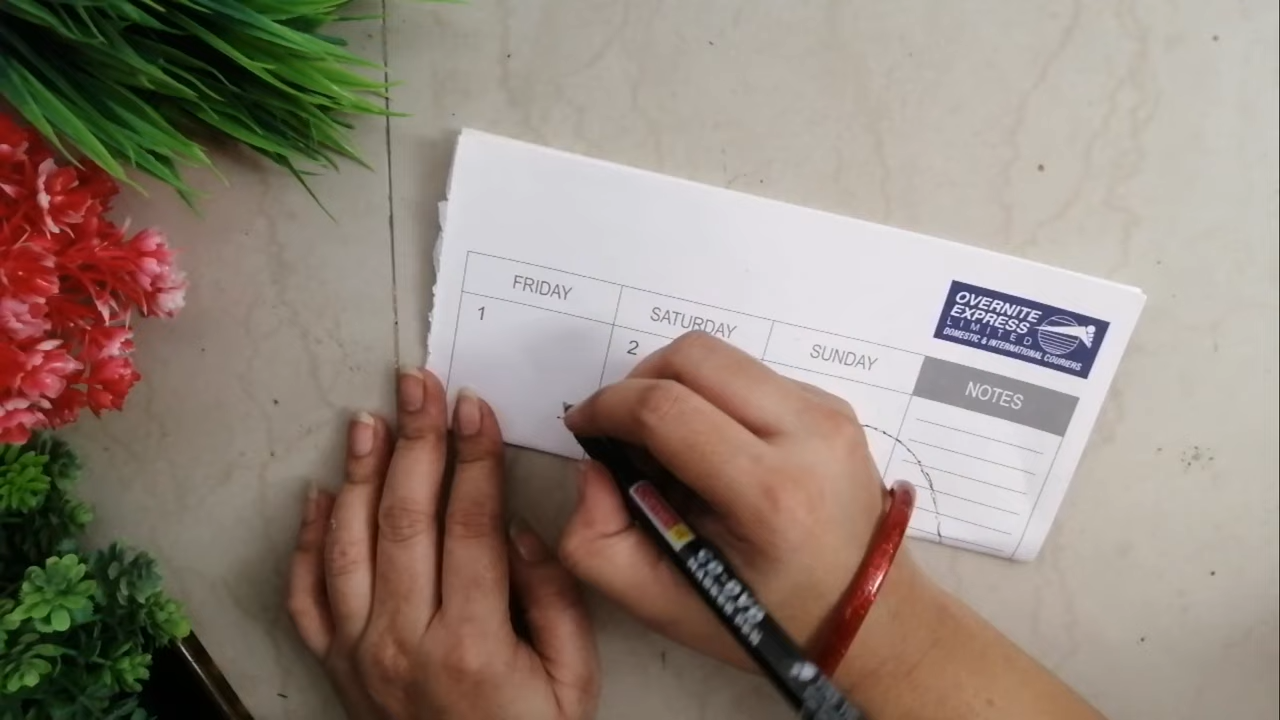 FRIDAY
SATURDAY
SUNDAY
NOTES
1
2
OVERNITE
EXPRESS
LIMITED
DOMESTIC & INTERNATIONAL COURIERS